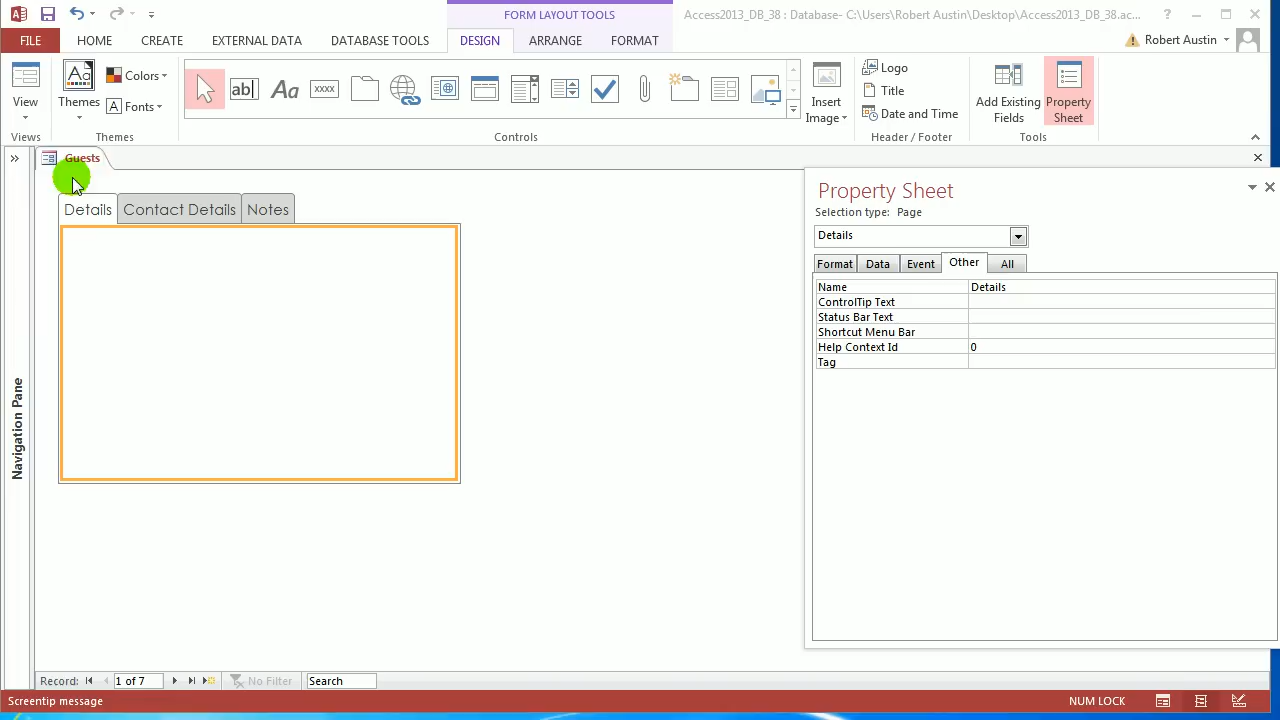 FORM LAYOUT TOOLS
Access2013_DB_38 : Database- C:\Users\Robert Austin\Desktop\Access2013_DB_38.ac...
?
FILE
HOME
CREATE
EXTERNAL DATA
DATABASE TOOLS
DESIGN
ARRANGE
FORMAT
Robert Austin
View
Aa
Themes
Colors
A Fonts
ab|
Aa
xxxx
Insert
Image
Logo
Title
Date and Time
Add Existing
Fields
Property
Sheet
Views
Themes
Controls
Header / Footer
Tools
Guests
Details
Contact Details
Notes
Navigation Pane
Property Sheet
Selection type: Page
Details
Format
Data
Event
Other
All
Name Details
ControlTip Text
Status Bar Text
Shortcut Menu Bar
Help Context Id 0
Tag
Record: 1 of 7 No Filter Search
Screentip message
NUM LOCK